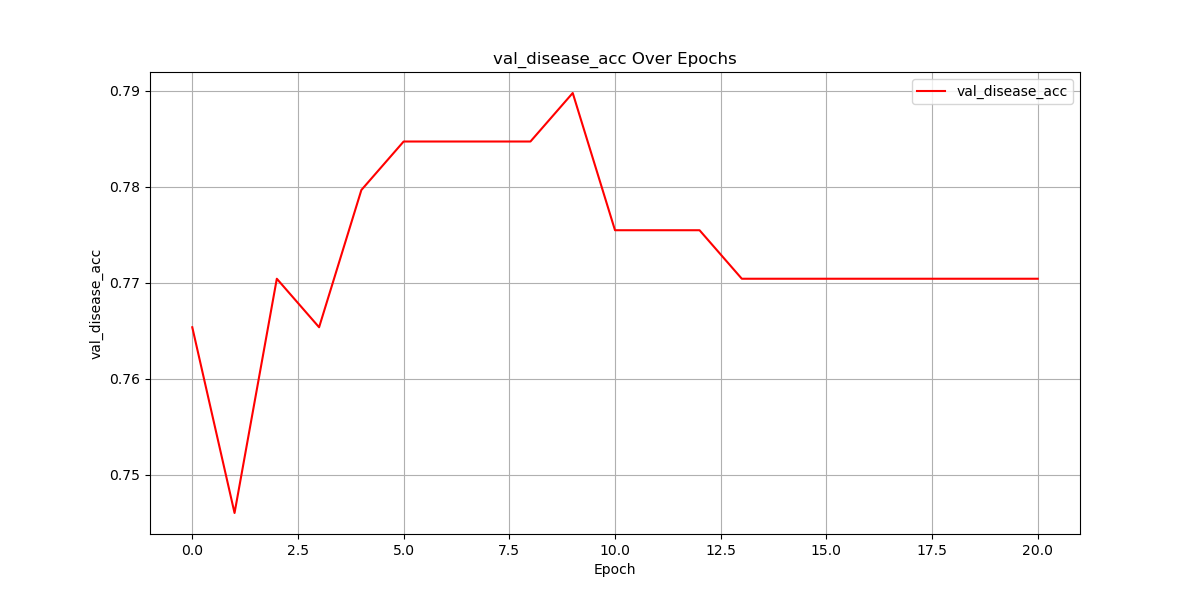 val_disease_acc Over Epochs
val_disease_acc
0.79
0.78
0.77
0.76
0.75
val_disease_acc
0.0 2.5 5.0 7.5 10.0 12.5 15.0 17.5 20.0
Epoch